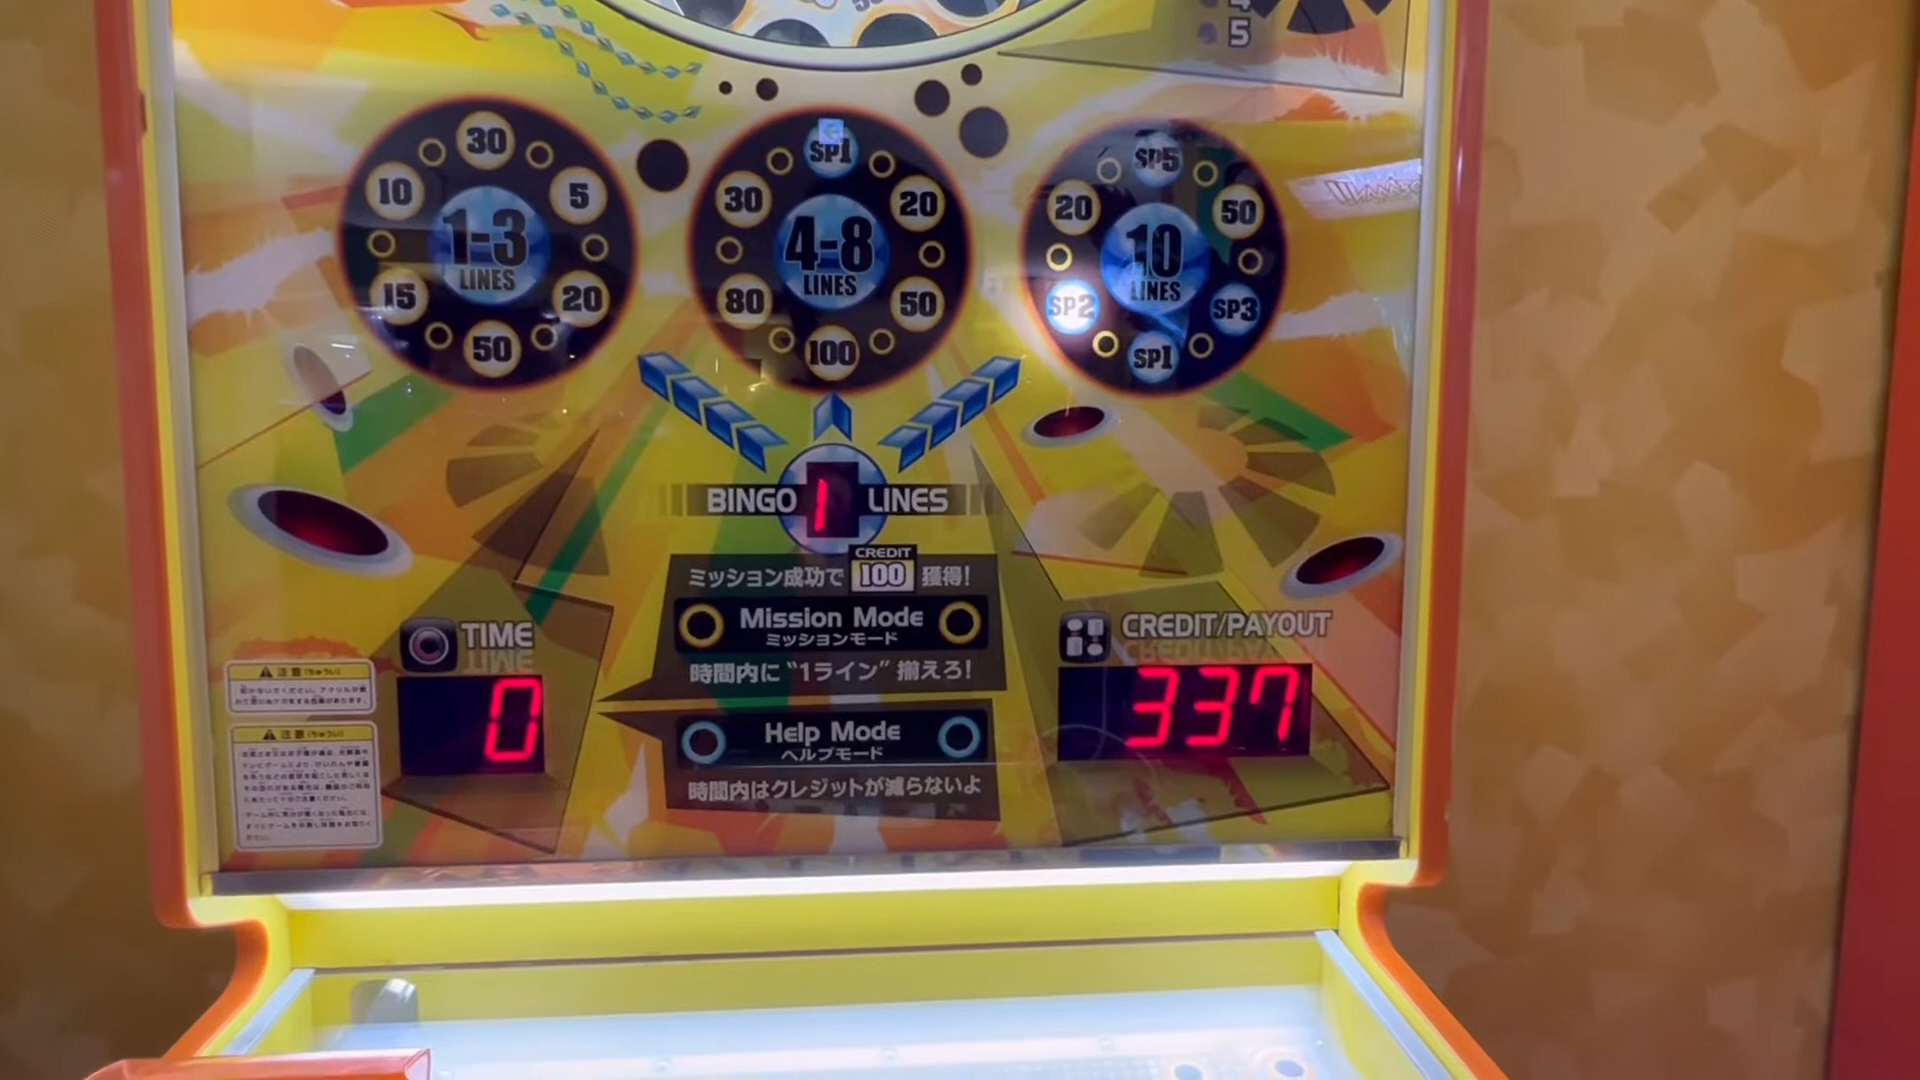 5
30
10
5
1-3
LINES
15
20
50
SP1
30
20
4-8
LINES
80
50
100
SP5
20
50
10
LINES
SP2
SP3
SP1
BINGO 1 LINES
CREDIT
ミッション成功で 100 獲得!
Mission Mode
ミッションモード
時間内に“1ライン”揃えろ!
Help Mode
ヘルプモード
時間内はクレジットが減らないよ
TIME
0
CREDIT/PAYOUT
337
注意
注意